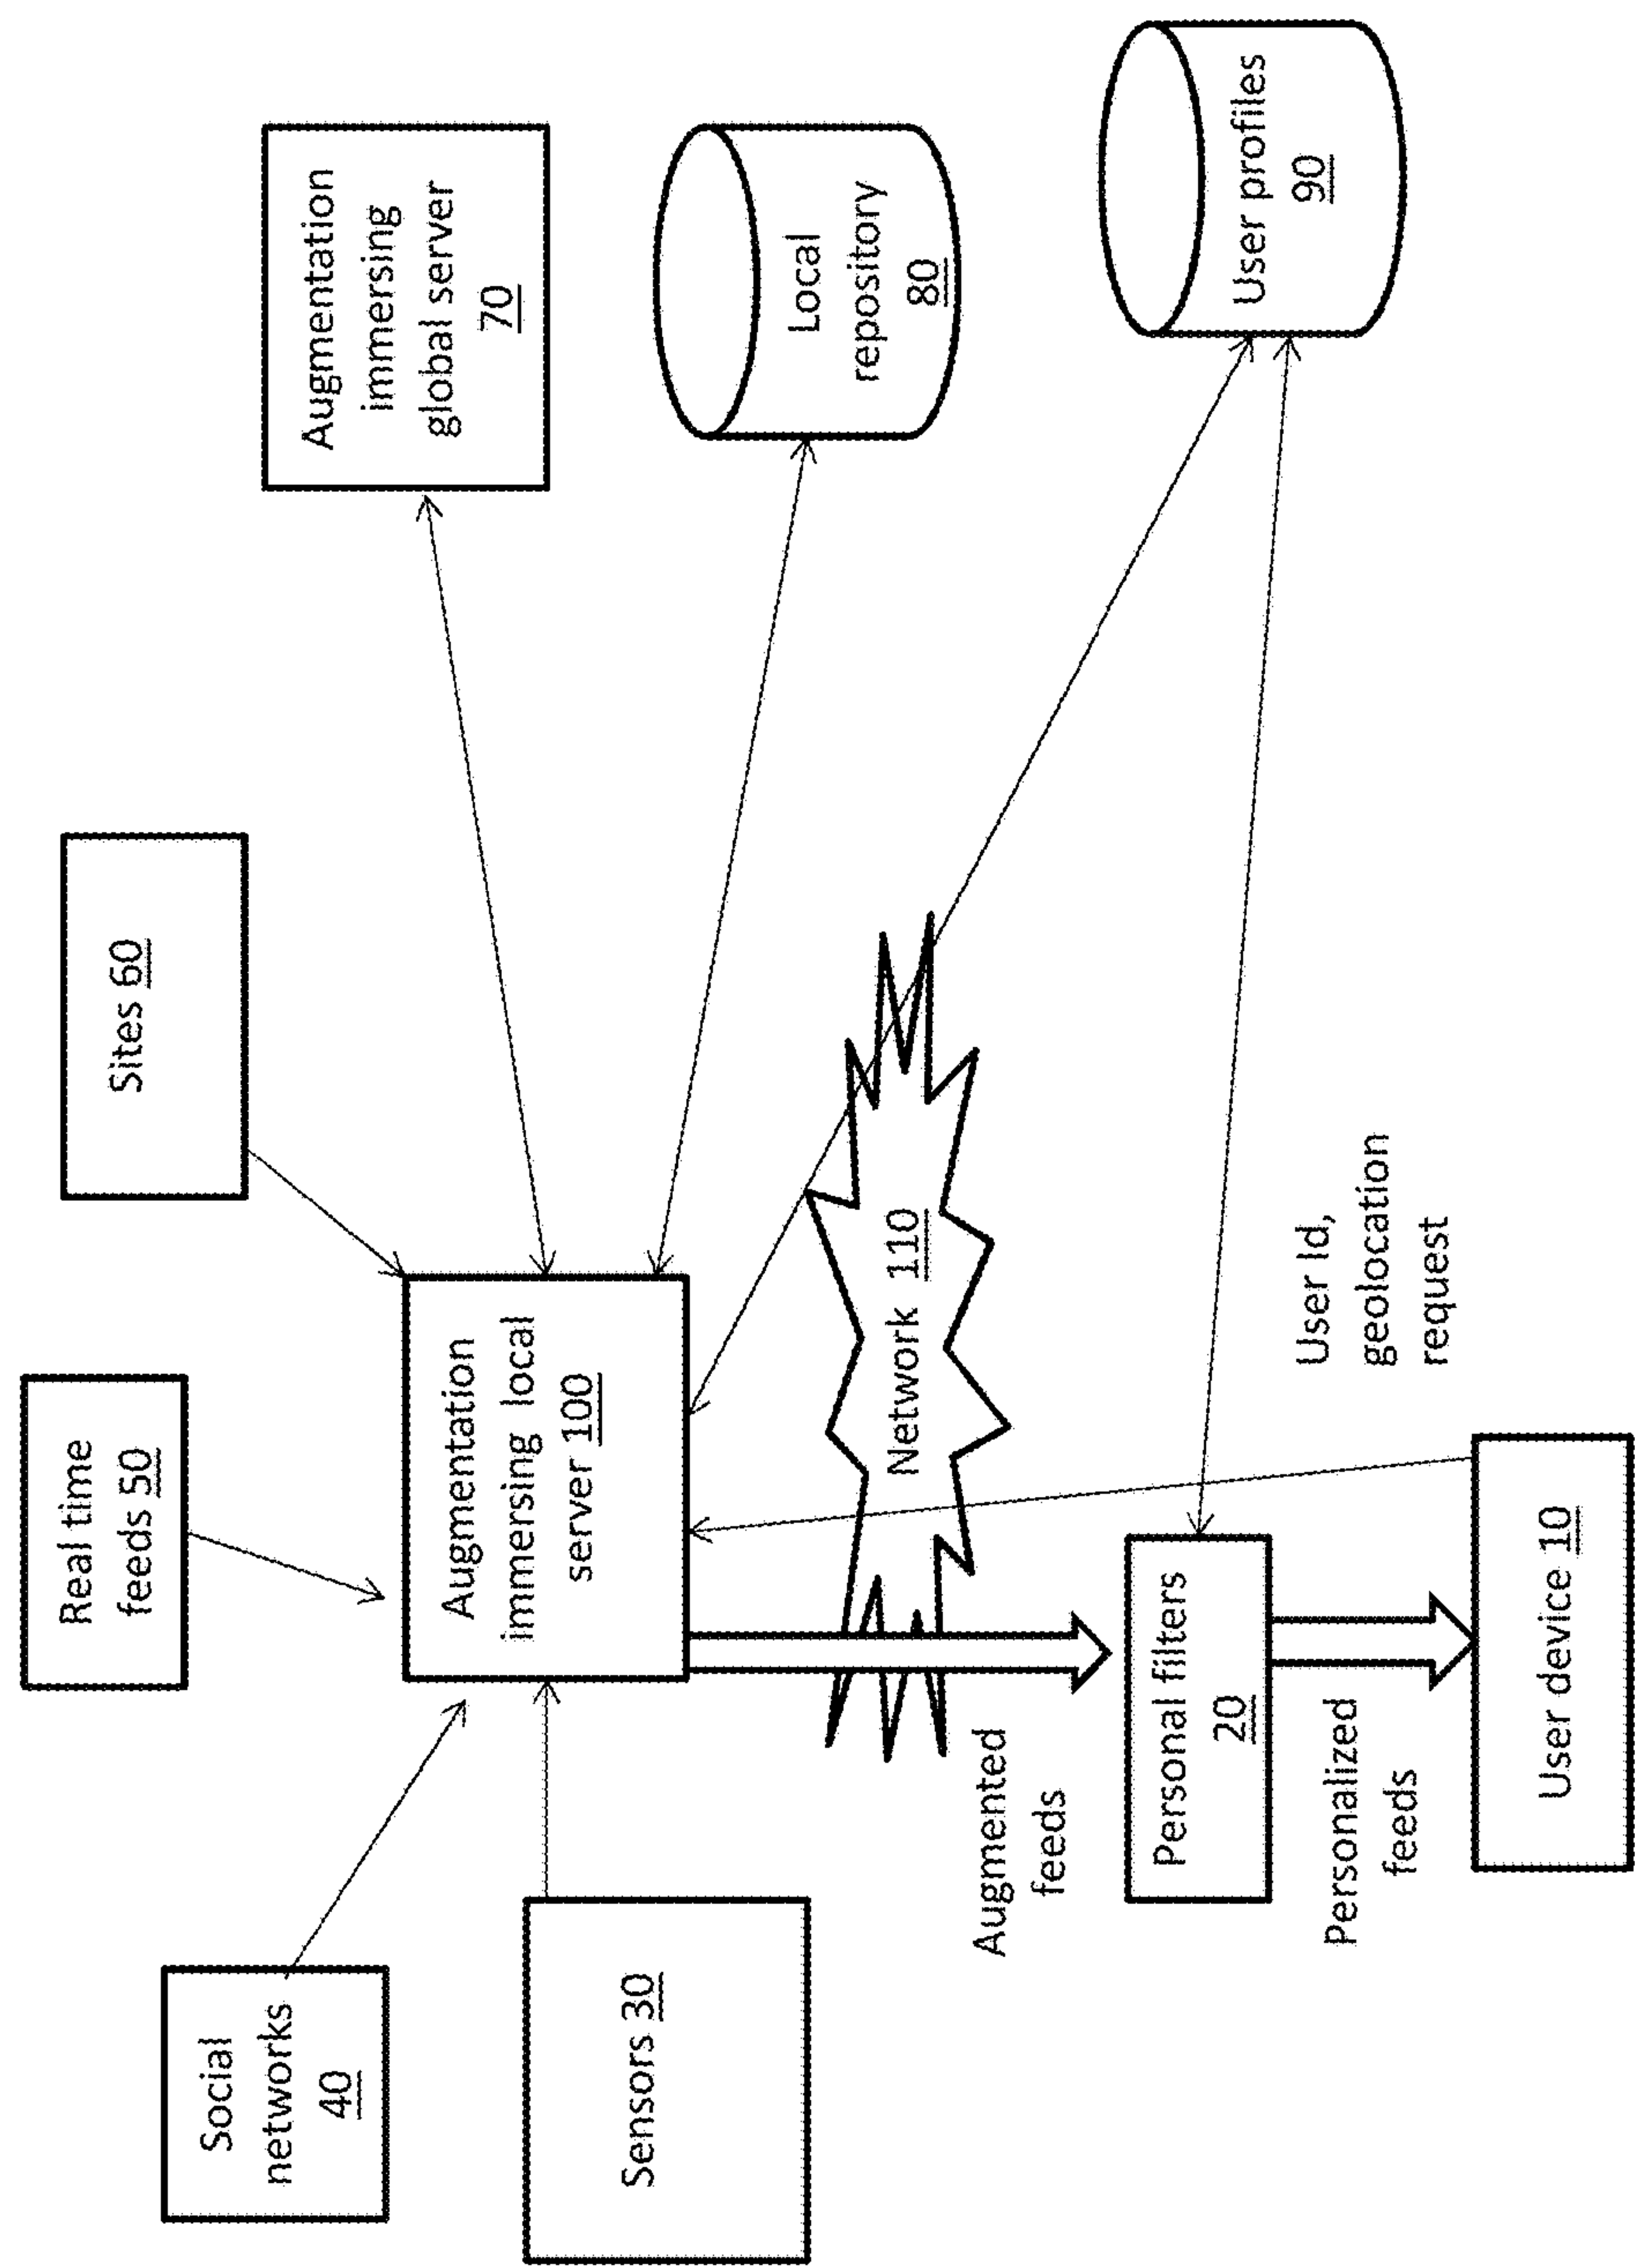 Real time
feeds 50
Sites 60
Social
networks
40
Augmentation
immersing
global server
70
Augmentation
immersing local
server 100
Sensors 30
Local
repository
80
Network 110
Augmented
feeds
User profiles
90
Personal filters
20
User Id,
geolocation
request
Personalized
feeds
User device 10